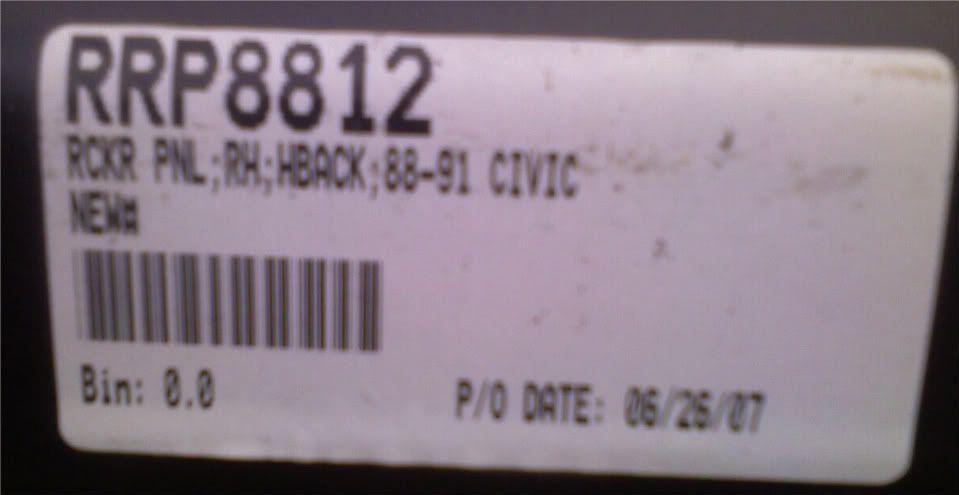 RRP8812
RCKR PNL;RH;HBACK;88-91 CIVIC
NEW#
Bin: 0.0
P/O DATE: 06/26/07